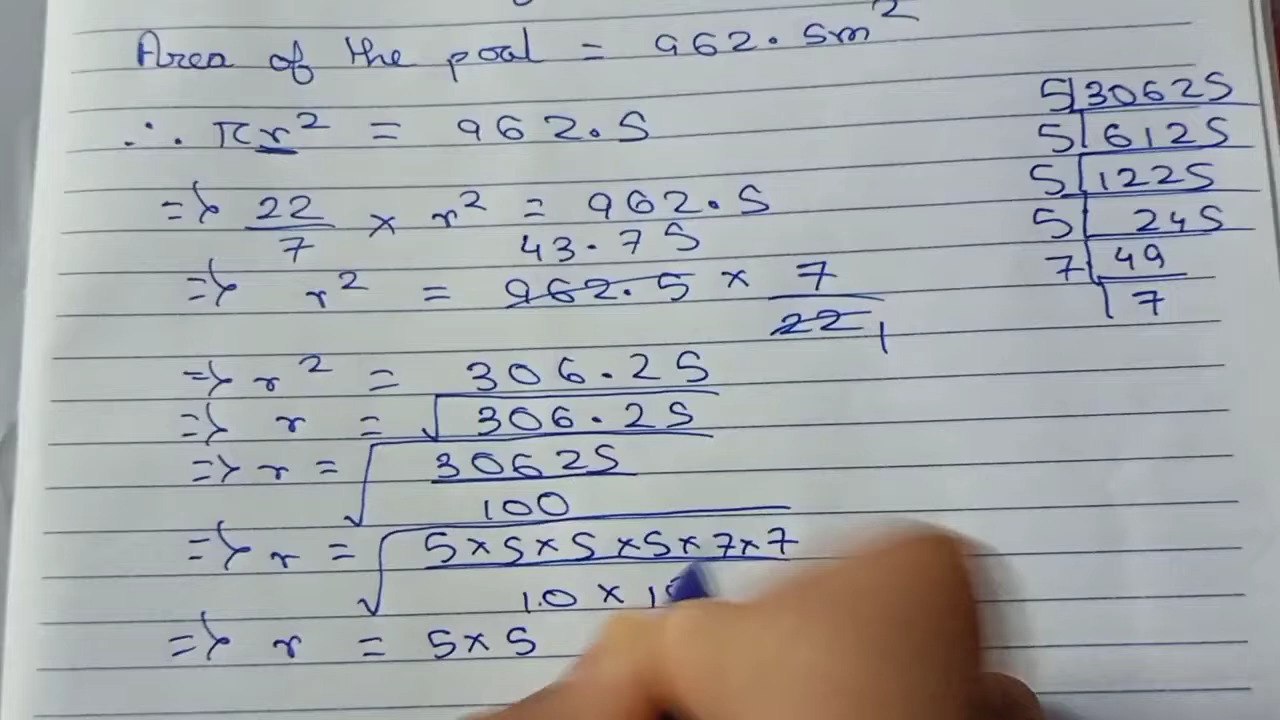 Area of the pool = 962.5m²
∴ πr² = 962.5
=> 22/7 × r² = 962.5
43.75
=> r² = 962.5 × 7/22 1
=> r² = 306.25
=> r = √306.25
=> r = √30625/100
=> r = √5×5×5×5×7×7/10×1
=> r = 5×5
5|30625
5|6125
5|1225
5|245
7|49
|7